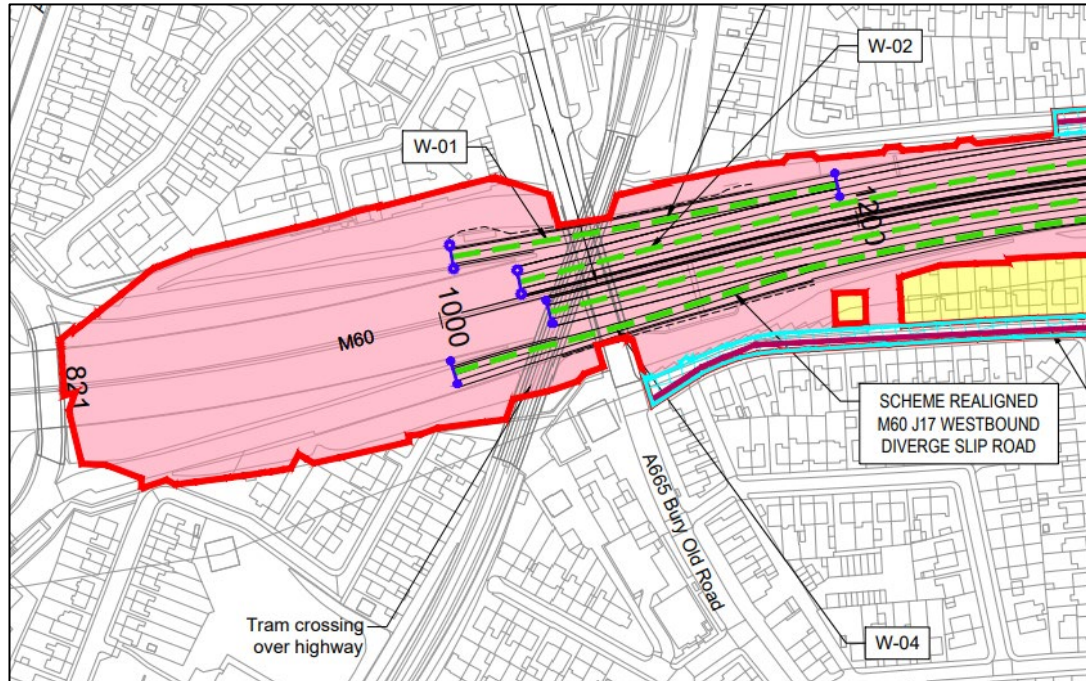 W-02
W-01
1200
1000
M60
821
SCHEME REALIGNED
M60 J17 WESTBOUND
DIVERGE SLIP ROAD
A665 Bury Old Road
Tram crossing
over highway
W-04